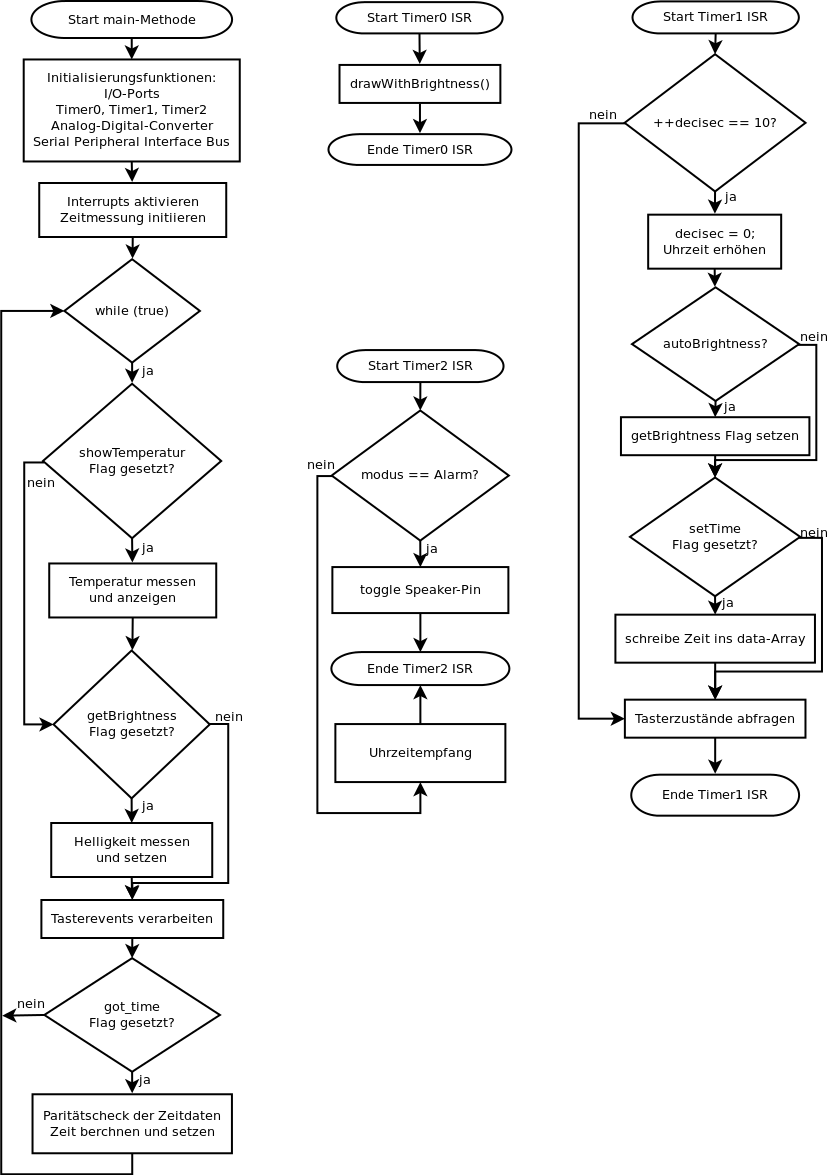 Start main-Methode
Initialisierungsfunktionen:
I/O-Ports
Timer0, Timer1, Timer2
Analog-Digital-Converter
Serial Peripheral Interface Bus
Interrupts aktivieren
Zeitmessung initiieren
while (true)
ja
showTemperatur
Flag gesetzt?
nein
ja
Temperatur messen
und anzeigen
getBrightness
Flag gesetzt?
nein
ja
Helligkeit messen
und setzen
Tasterevents verarbeiten
got_time
Flag gesetzt?
nein
ja
Paritätscheck der Zeitdaten
Zeit berchnen und setzen
Start Timer0 ISR
drawWithBrightness()
Ende Timer0 ISR
Start Timer2 ISR
modus == Alarm?
nein
ja
toggle Speaker-Pin
Ende Timer2 ISR
Uhrzeitempfang
Start Timer1 ISR
++decisec == 10?
nein
ja
decisec = 0;
Uhrzeit erhöhen
autoBrightness?
nein
ja
getBrightness Flag setzen
setTime
Flag gesetzt?
nein
ja
schreibe Zeit ins data-Array
Tasterzustände abfragen
Ende Timer1 ISR